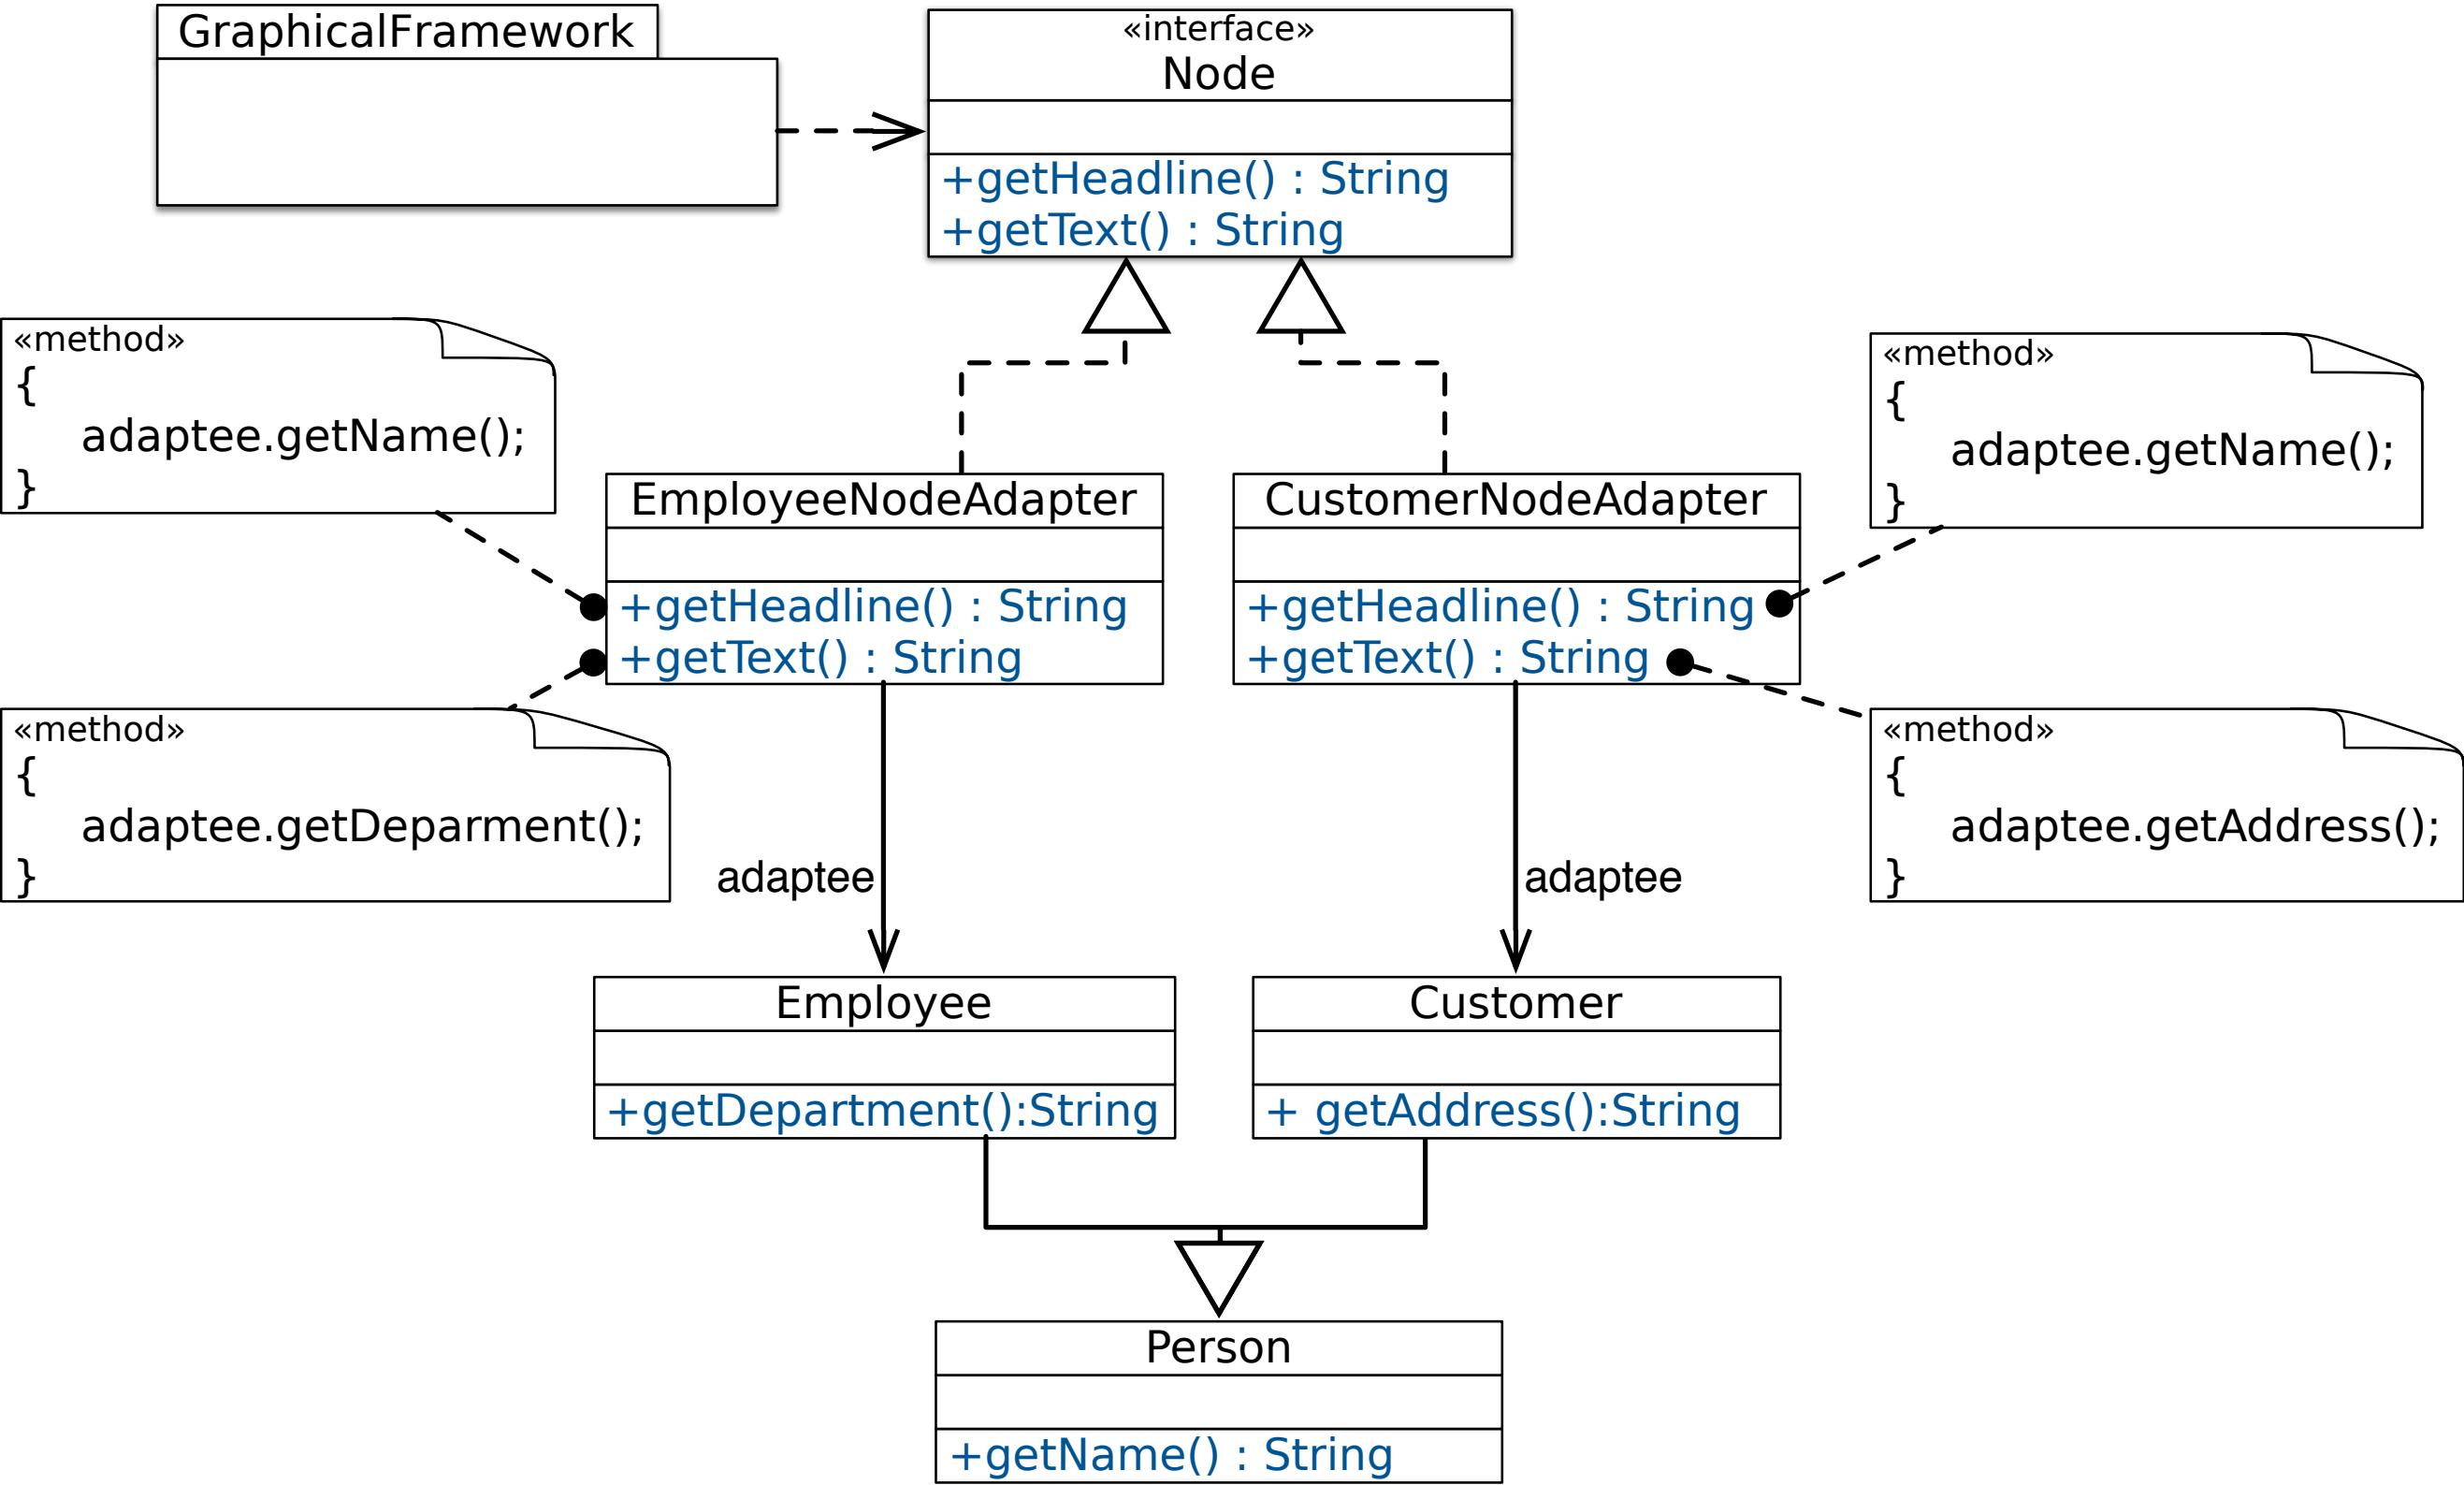 GraphicalFramework
«interface»
Node
+getHeadline() : String
+getText() : String
«method»
{
adaptee.getName();
}
«method»
{
adaptee.getName();
}
EmployeeNodeAdapter
+getHeadline() : String
+getText() : String
CustomerNodeAdapter
+getHeadline() : String
+getText() : String
«method»
{
adaptee.getDeparment();
}
«method»
{
adaptee.getAddress();
}
adaptee
adaptee
Employee
+getDepartment():String
Customer
+ getAddress():String
Person
+getName() : String